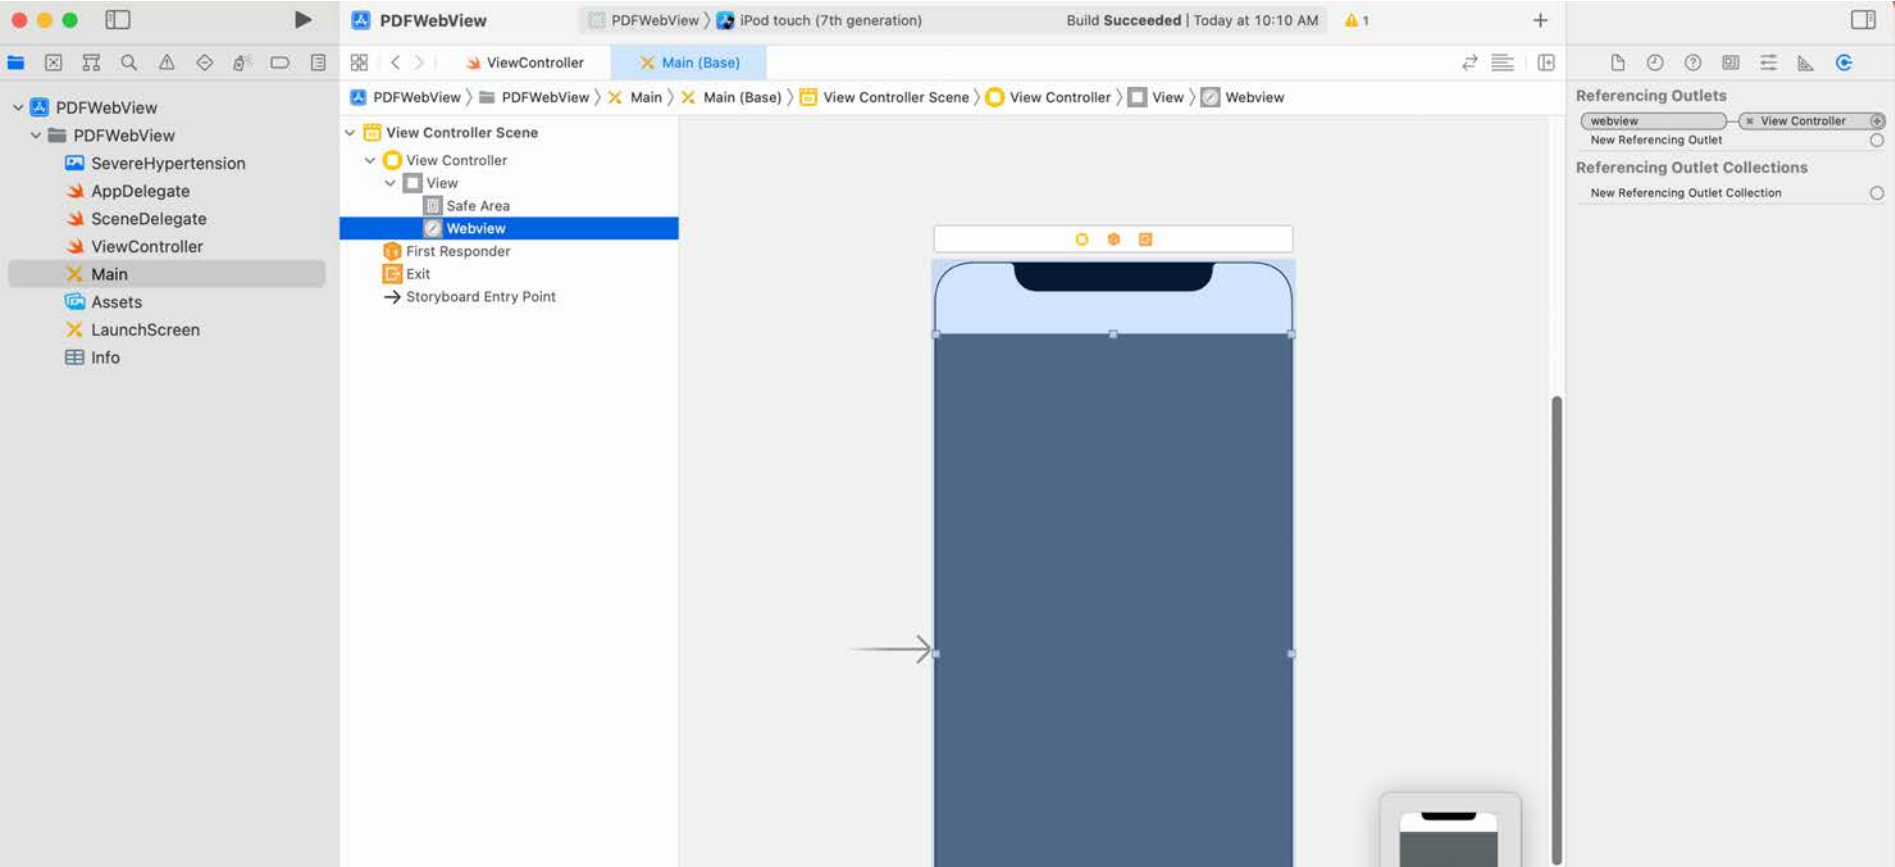 PDFWebView
PDFWebView 〉 iPod touch (7th generation)
Build Succeeded | Today at 10:10 AM
1
ViewController
Main (Base)
PDFWebView 〉 PDFWebView 〉 Main 〉 Main (Base) 〉 View Controller Scene 〉 View Controller 〉 View 〉 Webview
PDFWebView
PDFWebView
SevereHypertension
AppDelegate
SceneDelegate
ViewController
Main
Assets
LaunchScreen
Info
View Controller Scene
View Controller
View
Safe Area
Webview
First Responder
Exit
Storyboard Entry Point
Referencing Outlets
webview
View Controller
New Referencing Outlet
Referencing Outlet Collections
New Referencing Outlet Collection